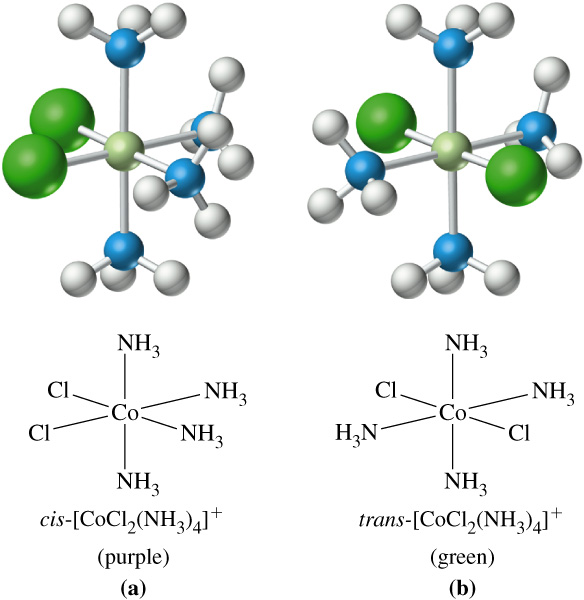 NH₃
Cl
NH₃
Co
Cl
NH₃
NH₃
cis-[CoCl₂(NH₃)₄]⁺
(purple)
(a)
NH₃
Cl
NH₃
Co
H₃N
Cl
NH₃
trans-[CoCl₂(NH₃)₄]⁺
(green)
(b)